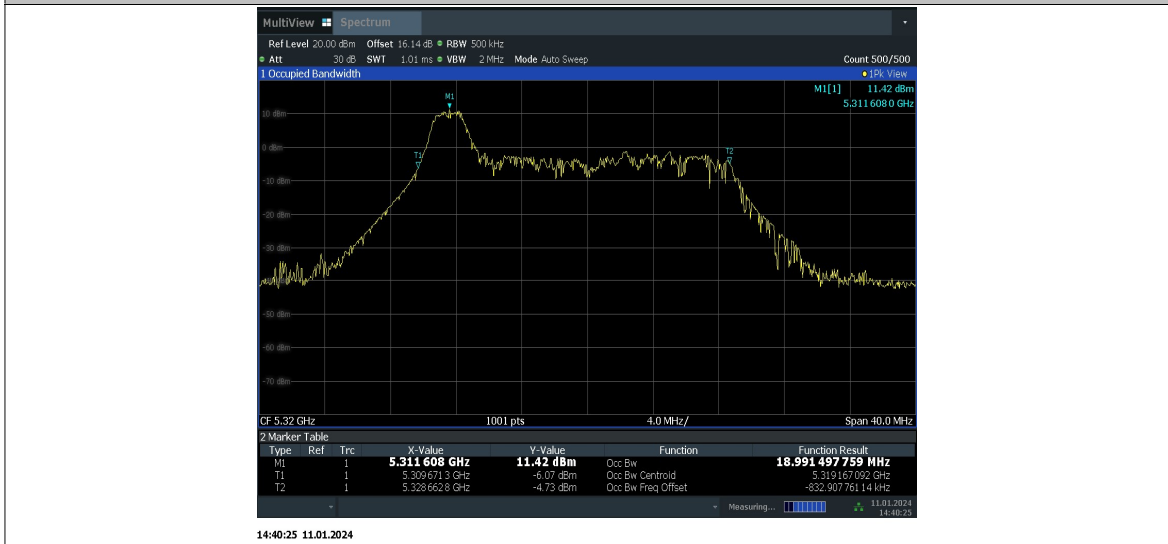 MultiView Spectrum
Ref Level 20.00 dBm Offset 16.14 dB RBW 500 kHz
Att 30 dB SWT 1.01 ms VBW 2 MHz Mode Auto Sweep Count 500/500
1 Occupied Bandwidth 1Pk View
M1[1] 11.42 dBm
5.311 608 0 GHz
M1
10 dBm
0 dBm
T1
T2
-10 dBm
-20 dBm
-30 dBm
-50 dBm
-60 dBm
-70 dBm
CF 5.32 GHz 1001 pts 4.0 MHz/ Span 40.0 MHz
2 Marker Table
Type Ref Trc X-Value Y-Value Function Function Result
M1 1 5.311 608 GHz 11.42 dBm Occ Bw 18.991 497 759 MHz
T1 1 5.309 671 3 GHz -6.07 dBm Occ Bw Centroid 5.319 167 092 GHz
T2 1 5.328 662 8 GHz -4.73 dBm Occ Bw Freq Offset -832.907 761 14 kHz
Measuring... 11.01.2024
14:40:25
14:40:25 11.01.2024